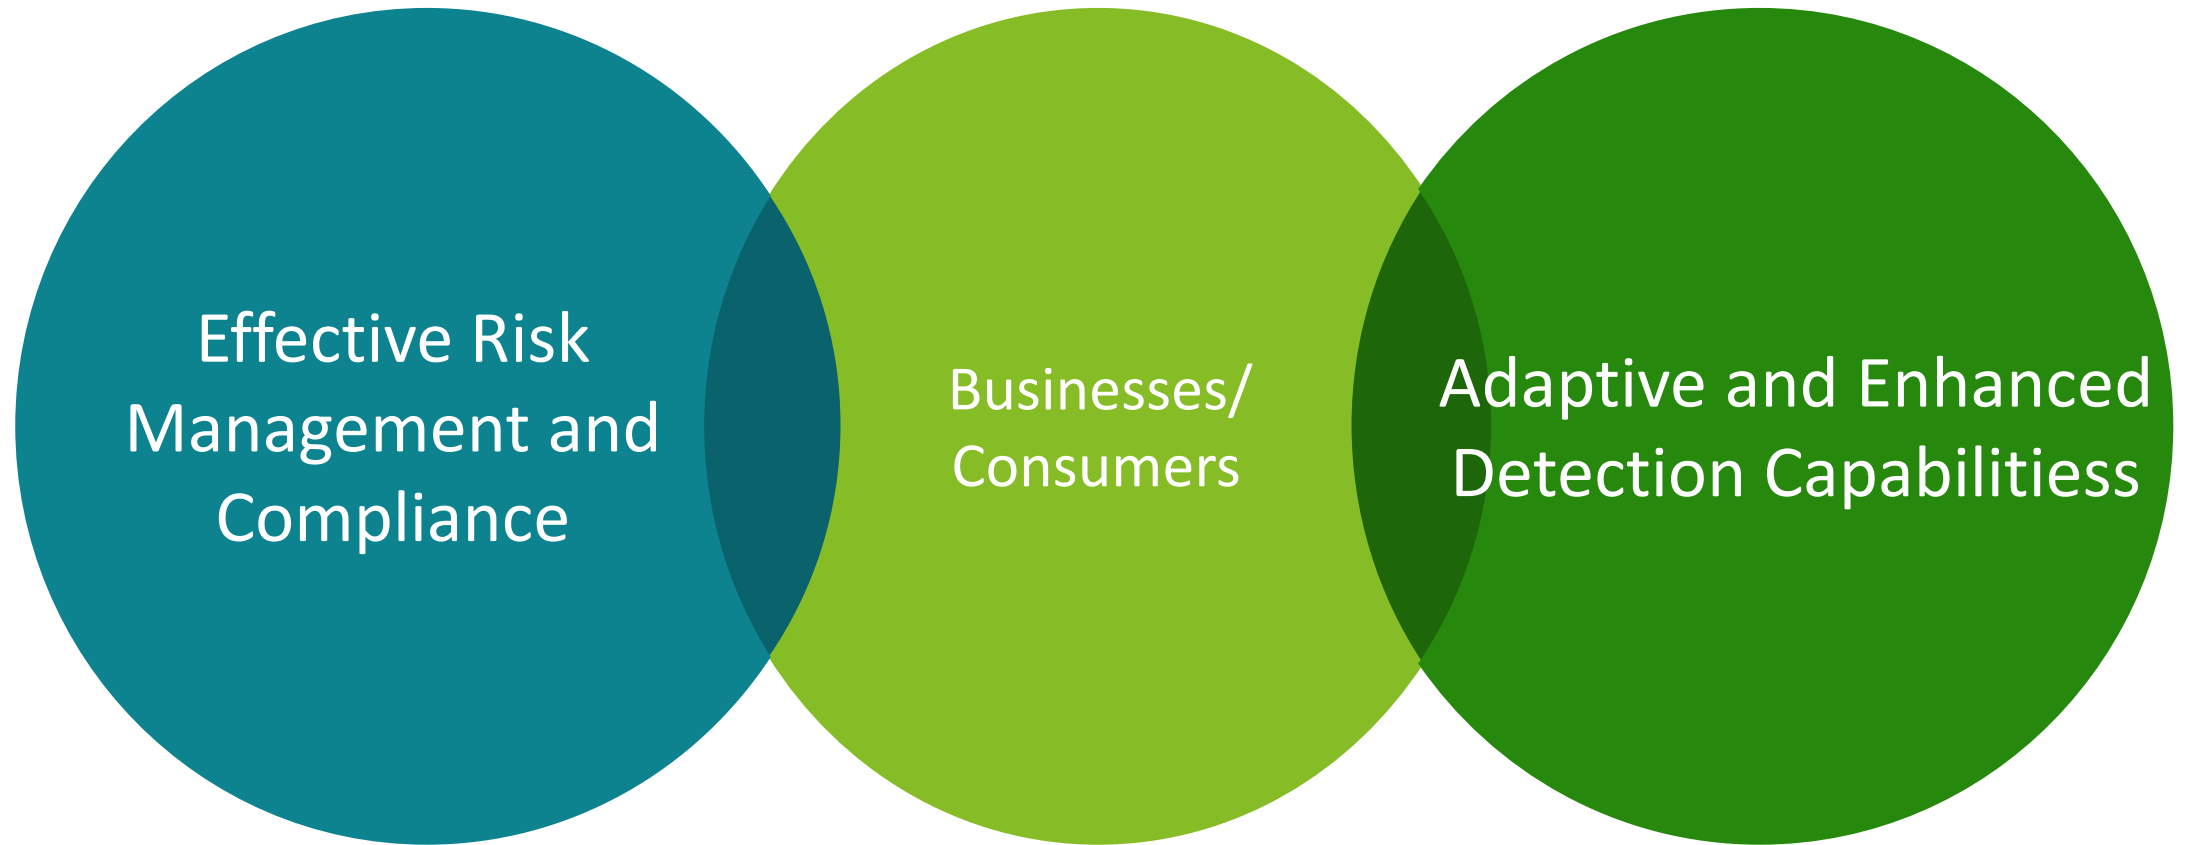 Effective Risk
Management and
Compliance
Businesses/
Consumers
Adaptive and Enhanced
Detection Capabilitiess